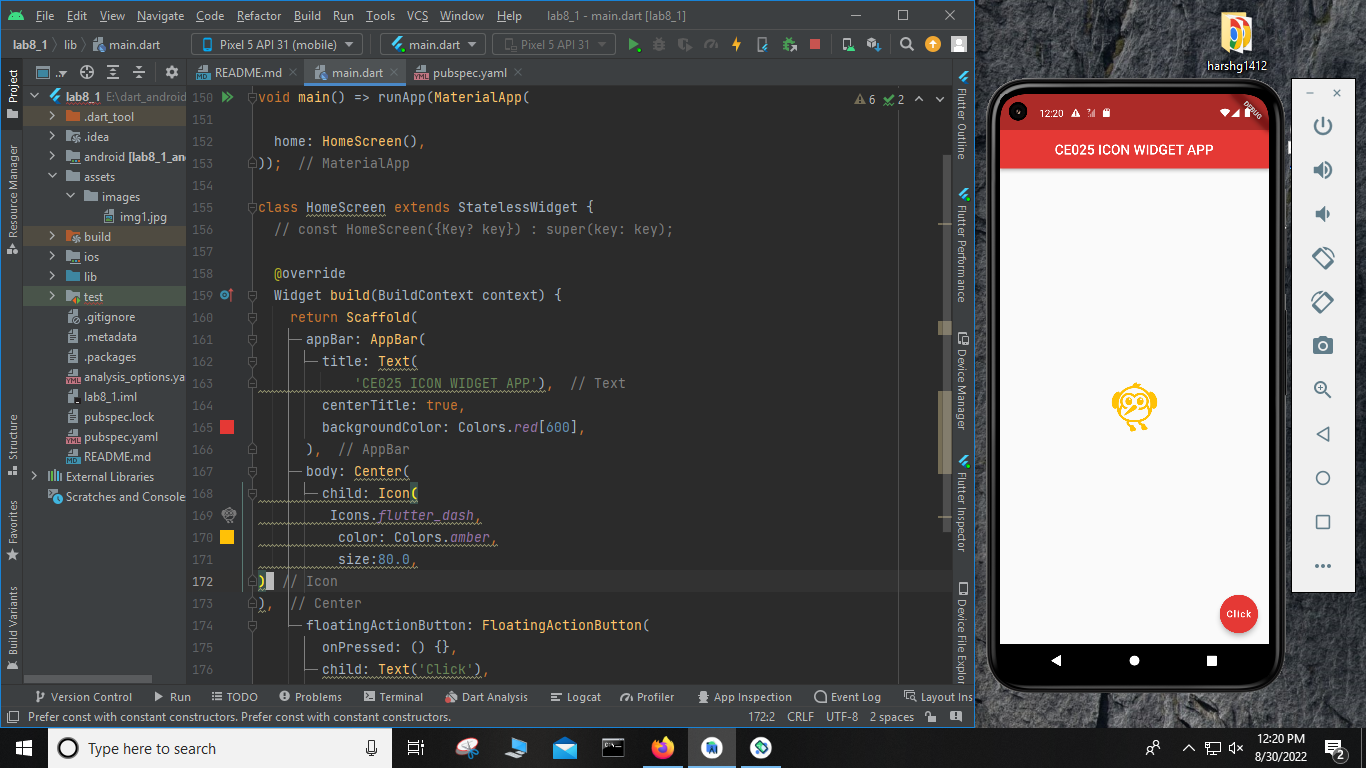 File Edit View Navigate Code Refactor Build Run Tools VCS Window Help lab8_1 - main.dart [lab8_1]
lab8_1 lib main.dart Pixel 5 API 31 (mobile) main.dart Pixel 5 API 31
Project
Resource Manager
Structure
Favorites
Build Variants
lab8_1 E:\dart_android
.dart_tool
.idea
android [lab8_1_an
assets
images
img1.jpg
build
ios
lib
test
.gitignore
.metadata
.packages
analysis_options.ya
lab8_1.iml
pubspec.lock
pubspec.yaml
README.md
External Libraries
Scratches and Console
README.md main.dart pubspec.yaml
6 2
150 void main() => runApp(MaterialApp(
151
152 home: HomeScreen(),
153 )); // MaterialApp
154
155 class HomeScreen extends StatelessWidget {
156 // const HomeScreen({Key? key}) : super(key: key);
157
158 @override
159 Widget build(BuildContext context) {
160 return Scaffold(
161 appBar: AppBar(
162 title: Text(
163 'CE025 ICON WIDGET APP'), // Text
164 centerTitle: true,
165 backgroundColor: Colors.red[600],
166 ), // AppBar
167 body: Center(
168 child: Icon(
169 Icons.flutter_dash,
170 color: Colors.amber,
171 size:80.0,
172 ) // Icon
173 ), // Center
174 floatingActionButton: FloatingActionButton(
175 onPressed: () {},
176 child: Text('Click'),
Flutter Outline
Flutter Performance
Device Manager
Flutter Inspector
Device File Explor
Version Control Run TODO Problems Terminal Dart Analysis Logcat Profiler App Inspection Event Log Layout Ins
Prefer const with constant constructors. Prefer const with constant constructors. 172:2 CRLF UTF-8 2 spaces
harshg1412
12:20
DEBUG
CE025 ICON WIDGET APP
Click
Type here to search
12:20 PM
8/30/2022
2